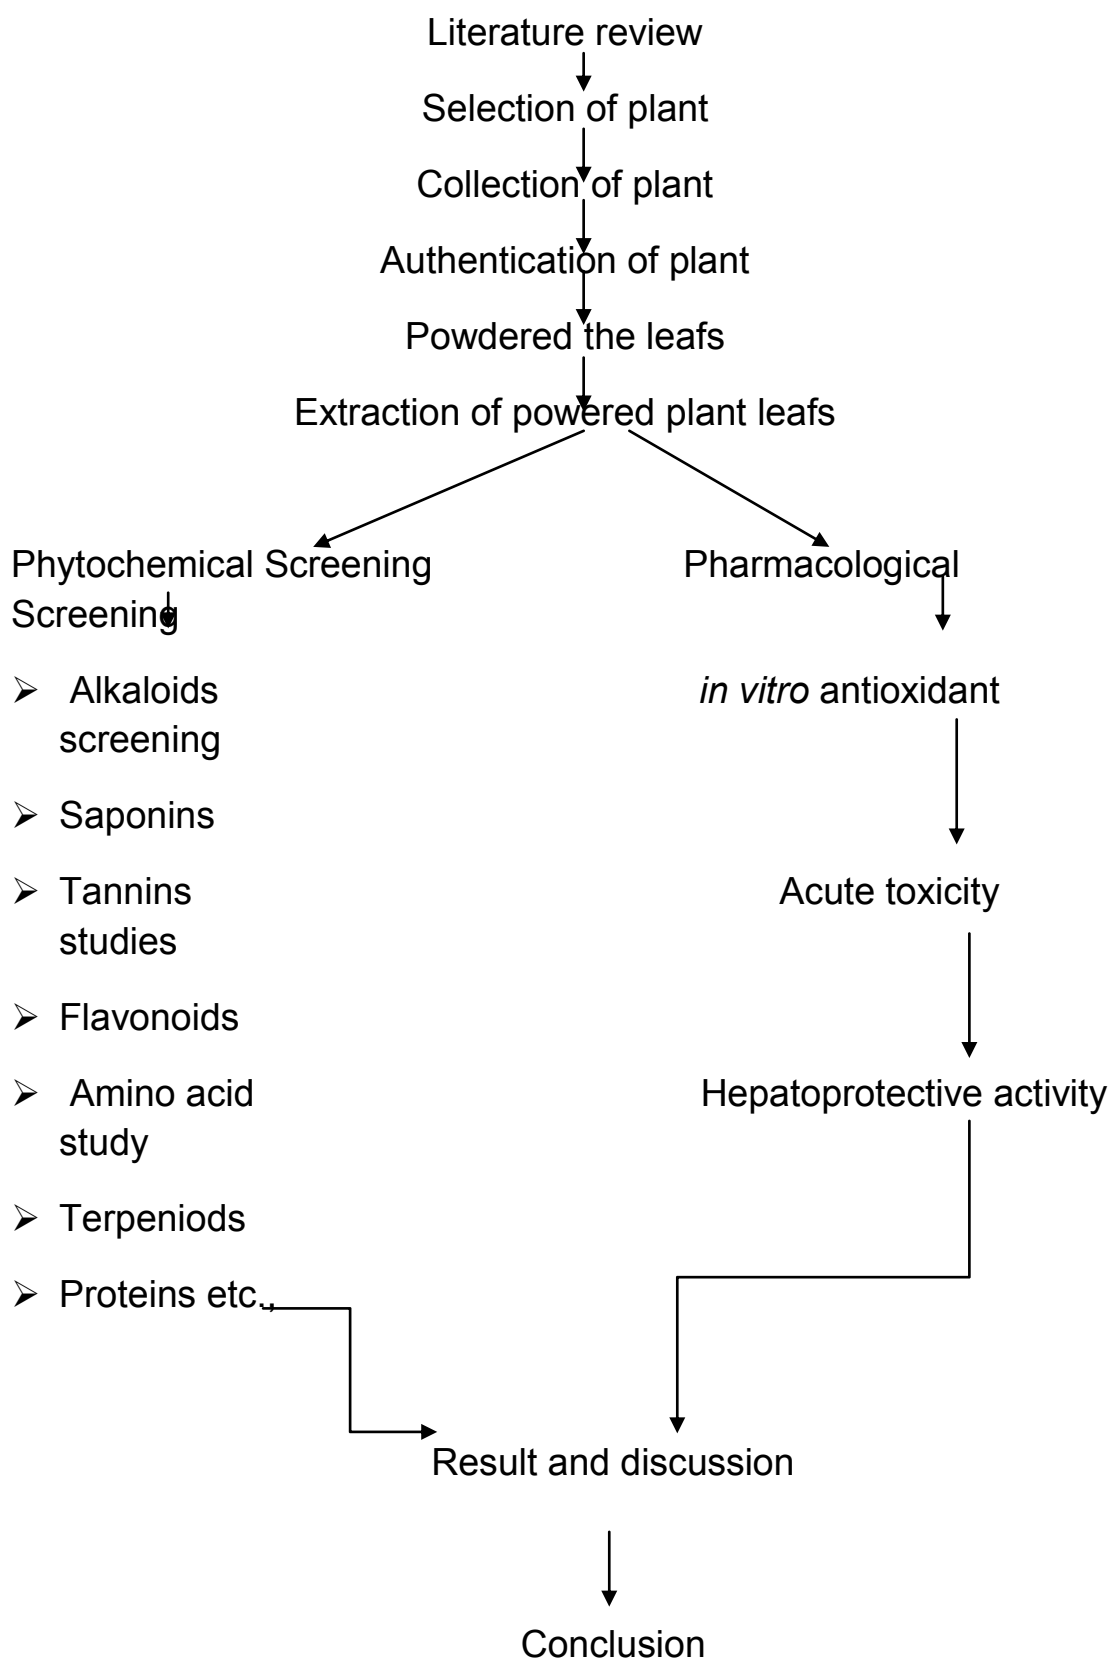 Literature review
Selection of plant
Collection of plant
Authentication of plant
Powdered the leafs
Extraction of powered plant leafs
Phytochemical Screening Pharmacological
Screening
➢ Alkaloids in vitro antioxidant
screening
➢ Saponins
➢ Tannins Acute toxicity
studies
➢ Flavonoids
➢ Amino acid Hepatoprotective activity
study
➢ Terpeniods
➢ Proteins etc.,
Result and discussion
Conclusion